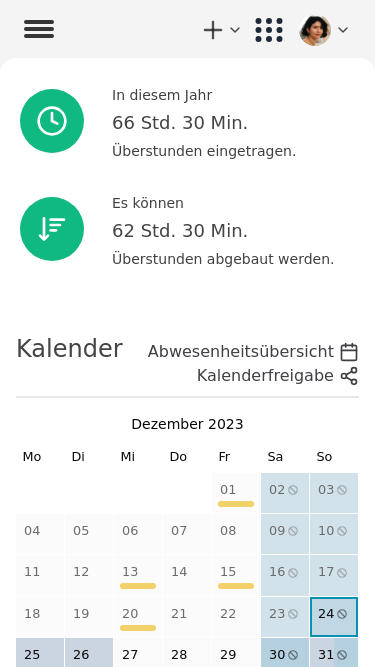 In diesem Jahr
66 Std. 30 Min.
Überstunden eingetragen.
Es können
62 Std. 30 Min.
Überstunden abgebaut werden.
Kalender
Abwesenheitsübersicht
Kalenderfreigabe
Dezember 2023
Mo Di Mi Do Fr Sa So
01 02 03
04 05 06 07 08 09 10
11 12 13 14 15 16 17
18 19 20 21 22 23 24
25 26 27 28 29 30 31